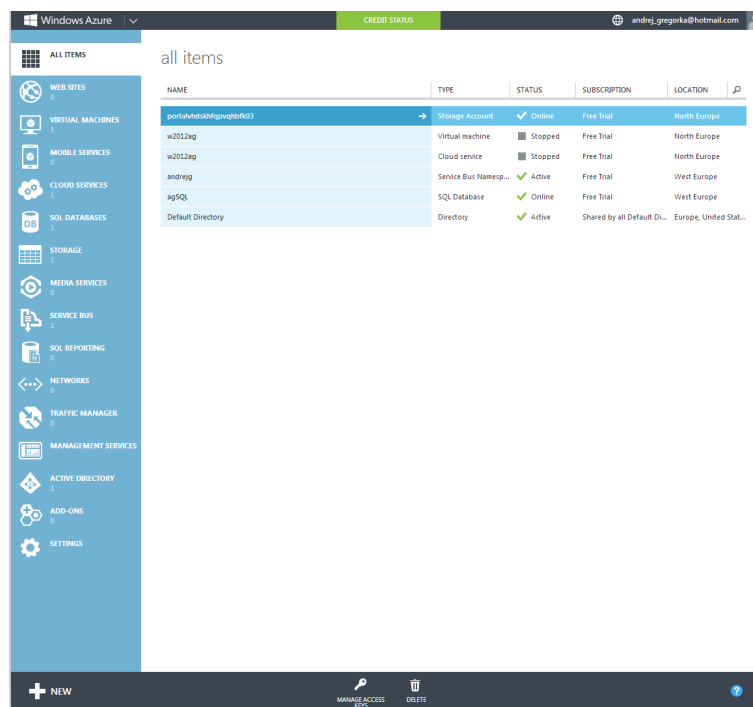 Windows Azure
CREDIT STATUS
andrej_gregorka@hotmail.com
ALL ITEMS
WEB SITES
0
VIRTUAL MACHINES
1
MOBILE SERVICES
0
CLOUD SERVICES
1
SQL DATABASES
1
STORAGE
1
MEDIA SERVICES
0
SERVICE BUS
1
SQL REPORTING
0
NETWORKS
0
TRAFFIC MANAGER
0
MANAGEMENT SERVICES
ACTIVE DIRECTORY
1
ADD-ONS
0
SETTINGS
all items
NAME TYPE STATUS SUBSCRIPTION LOCATION
portalvhdskhfqpvqhbfk03 Storage Account Online Free Trial North Europe
w2012ag Virtual machine Stopped Free Trial North Europe
w2012ag Cloud service Stopped Free Trial North Europe
andrejg Service Bus Namesp... Active Free Trial West Europe
agSQL SQL Database Online Free Trial West Europe
Default Directory Directory Active Shared by all Default Di... Europe, United Stat...
DB
NEW
MANAGE ACCESS
KEYS
DELETE
?